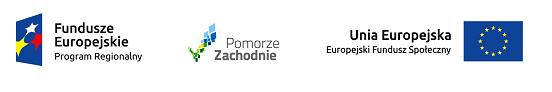 Fundusze
Europejskie
Program Regionalny
Pomorze
Zachodnie
Unia Europejska
Europejski Fundusz Społeczny